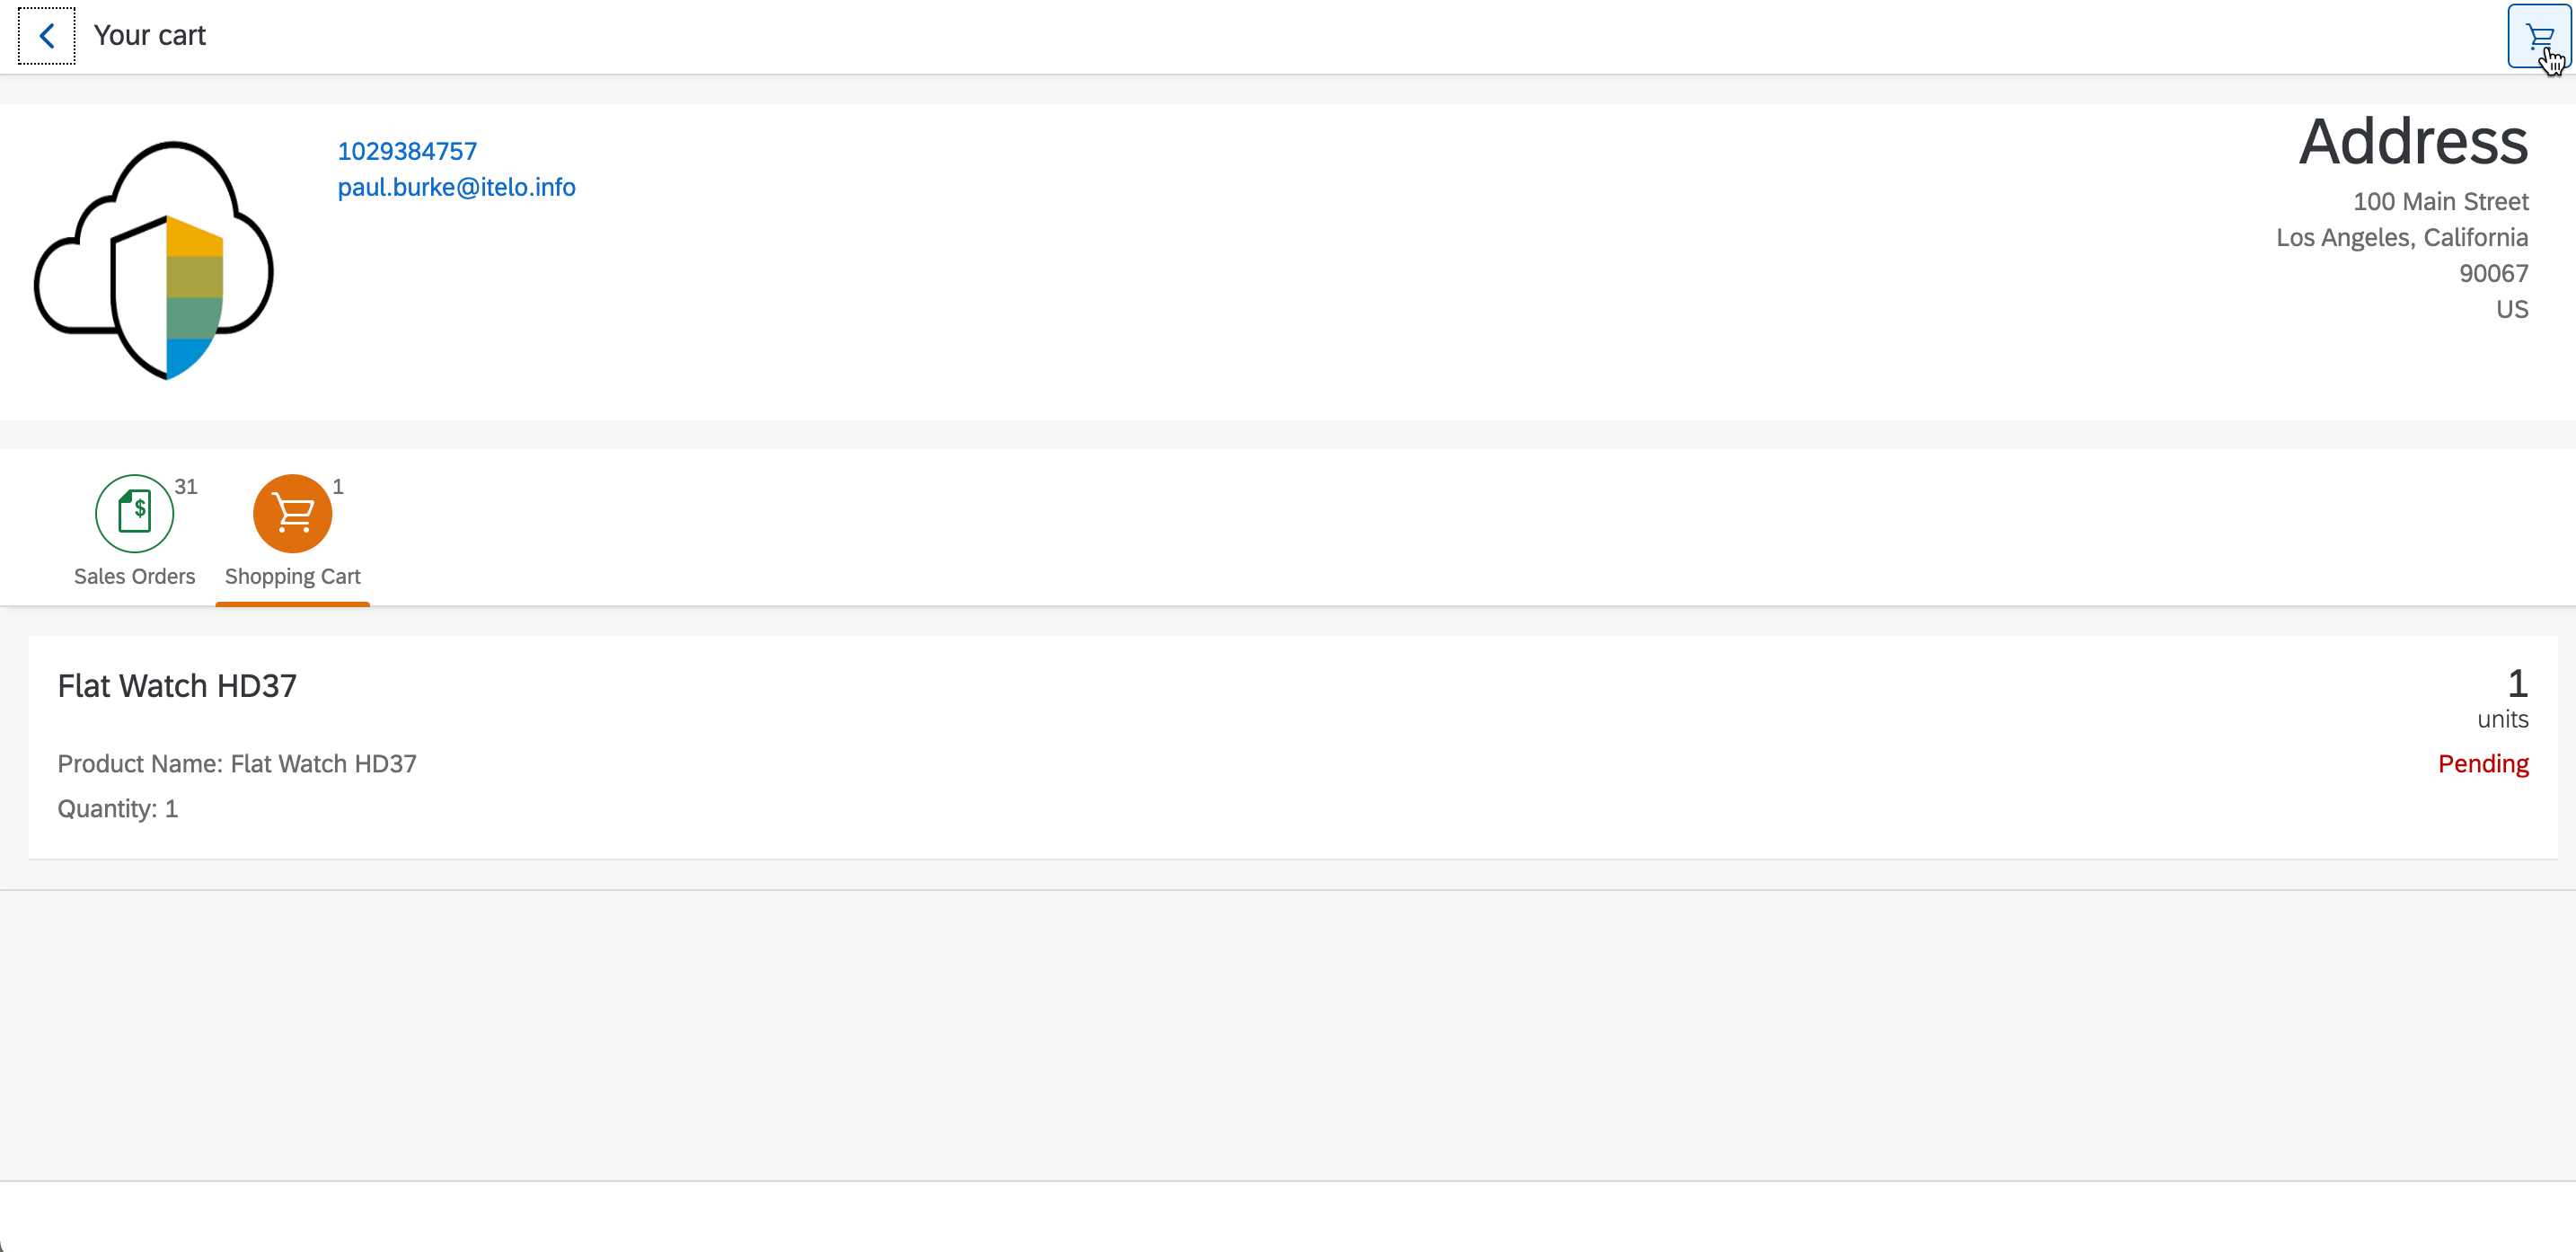 Your cart
1029384757
paul.burke@itelo.info
Address
100 Main Street
Los Angeles, California
90067
US
$
31
1
Sales Orders
Shopping Cart
Flat Watch HD37
1
units
Product Name: Flat Watch HD37
Pending
Quantity: 1